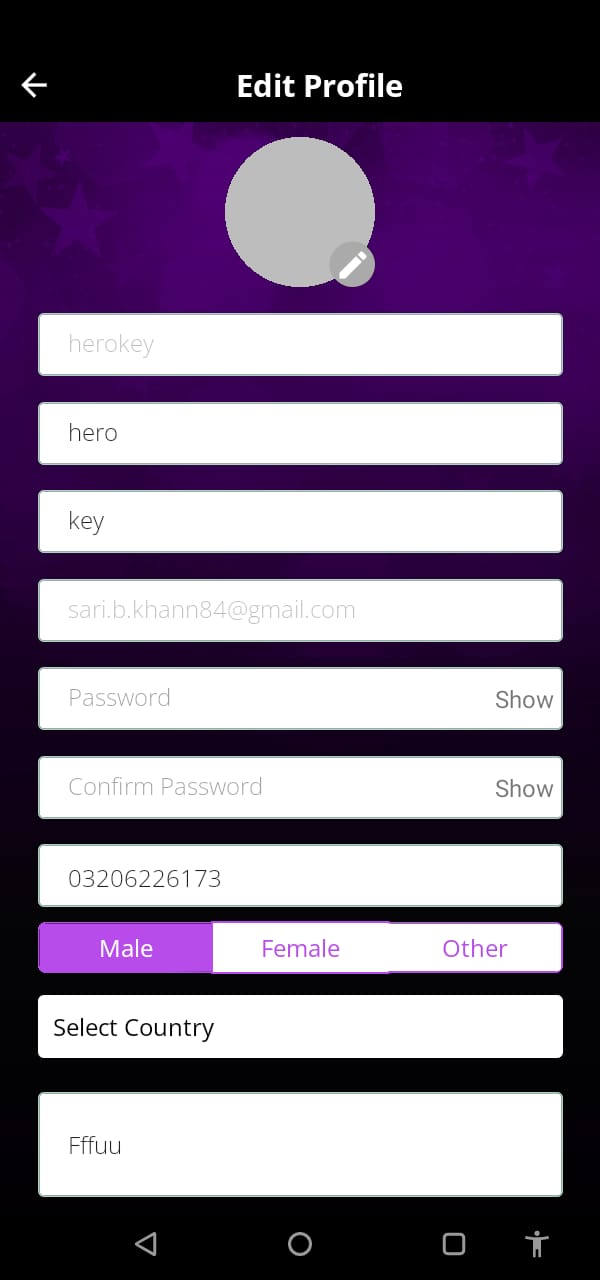 Edit Profile
herokey
hero
key
sari.b.khann84@gmail.com
Password Show
Confirm Password Show
03206226173
Male Female Other
Select Country
Fffuu